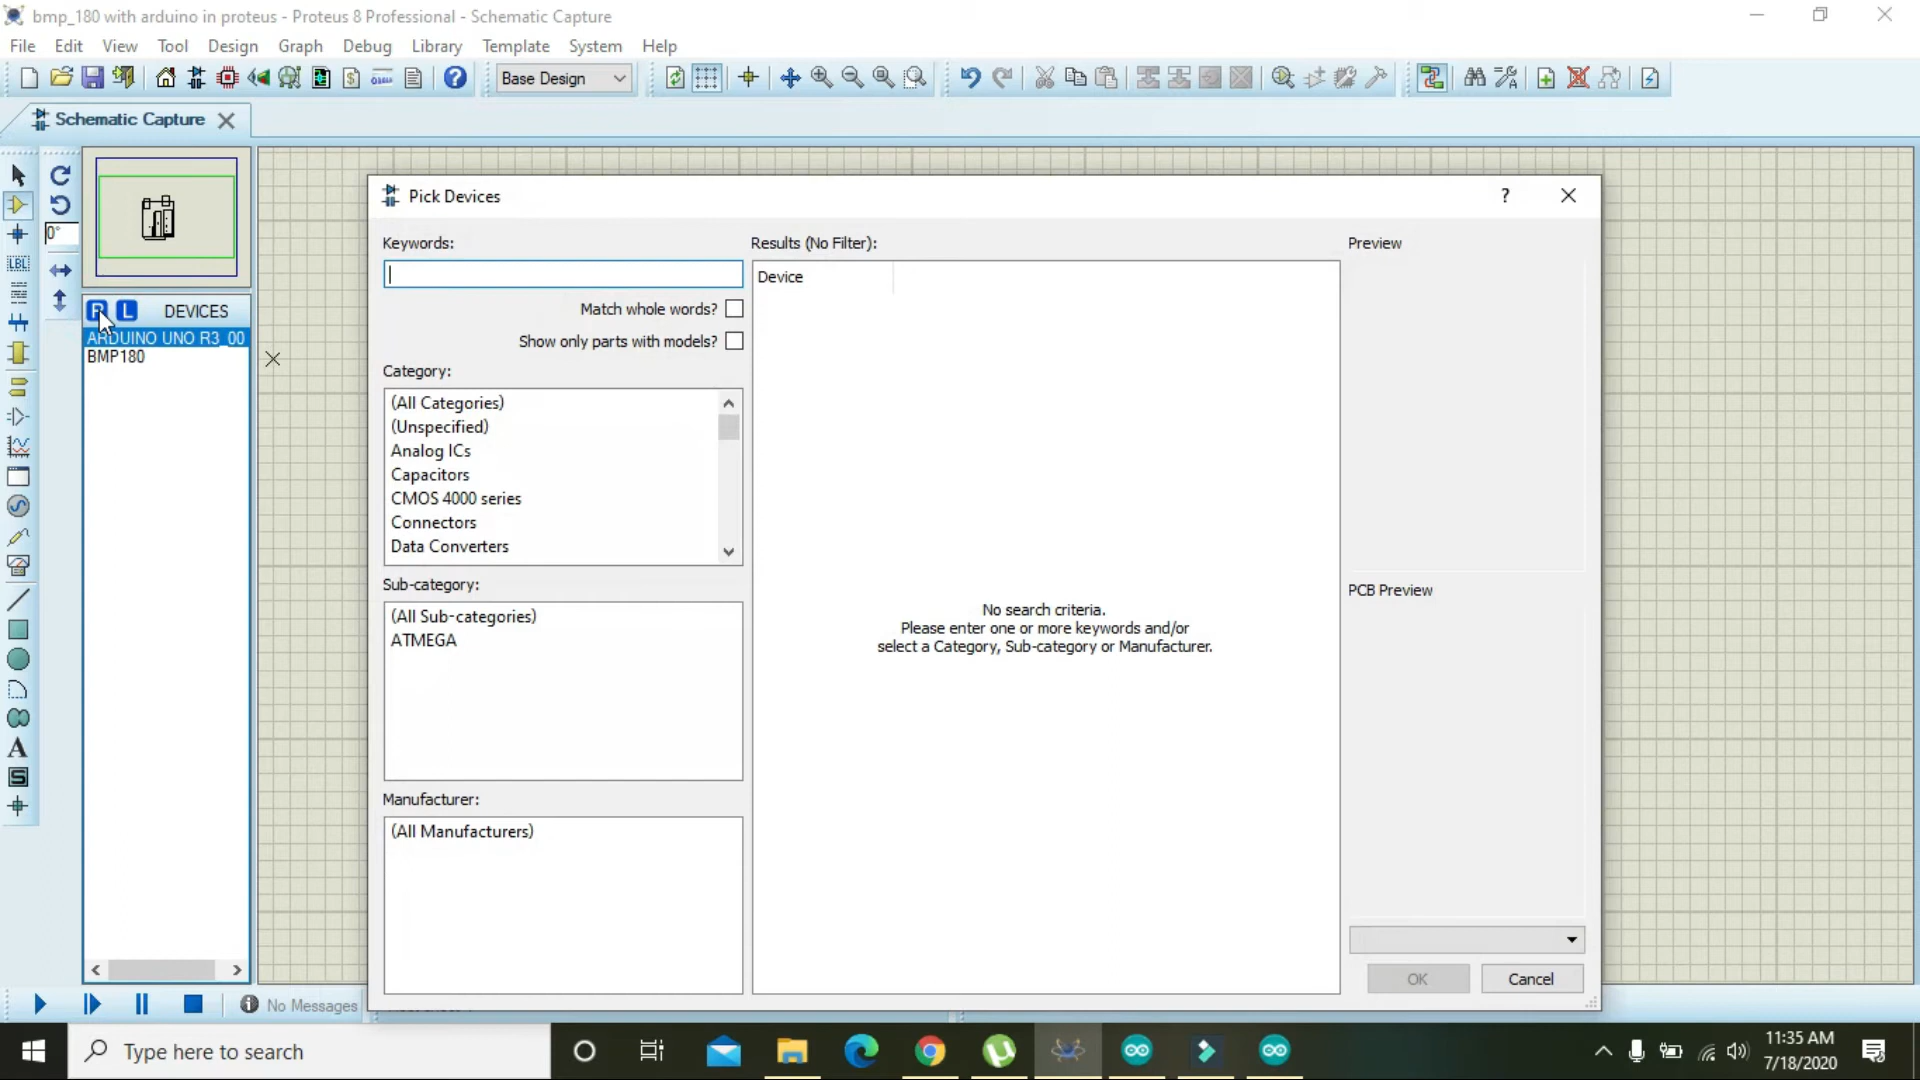 bmp_180 with arduino in proteus - Proteus 8 Professional - Schematic Capture
File Edit View Tool Design Graph Debug Library Template System Help
Base Design
Schematic Capture
0°
LBL
P L DEVICES
ARDUINO UNO R3_00
BMP180
Pick Devices
?
Keywords:
Match whole words?
Show only parts with models?
Category:
(All Categories)
(Unspecified)
Analog ICs
Capacitors
CMOS 4000 series
Connectors
Data Converters
Sub-category:
(All Sub-categories)
ATMEGA
Manufacturer:
(All Manufacturers)
Results (No Filter):
Device
No search criteria.
Please enter one or more keywords and/or
select a Category, Sub-category or Manufacturer.
Preview
PCB Preview
OK Cancel
A
S
No Messages
Type here to search
11:35 AM
7/18/2020